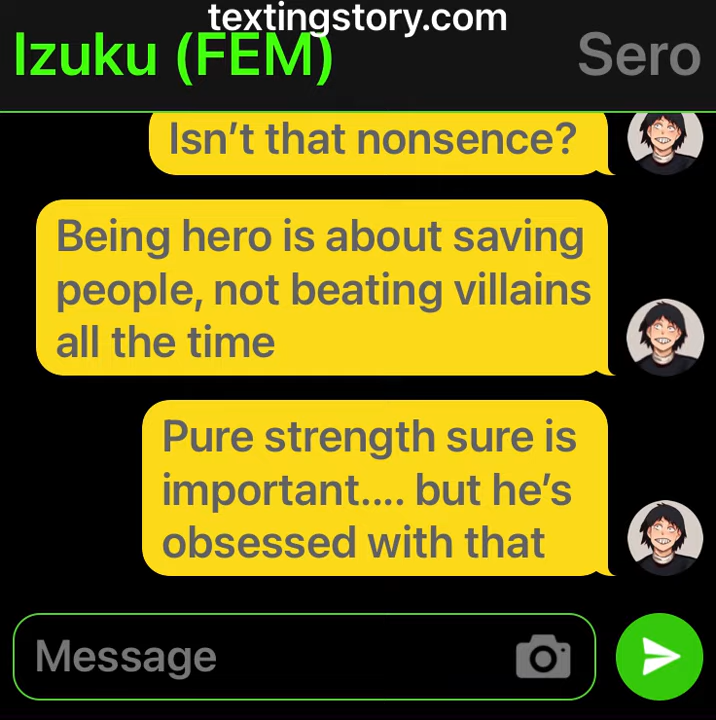 textingstory.com
Izuku (FEM)
Sero
Isn’t that nonsence?
Being hero is about saving
people, not beating villains
all the time
Pure strength sure is
important.... but he’s
obsessed with that
Message